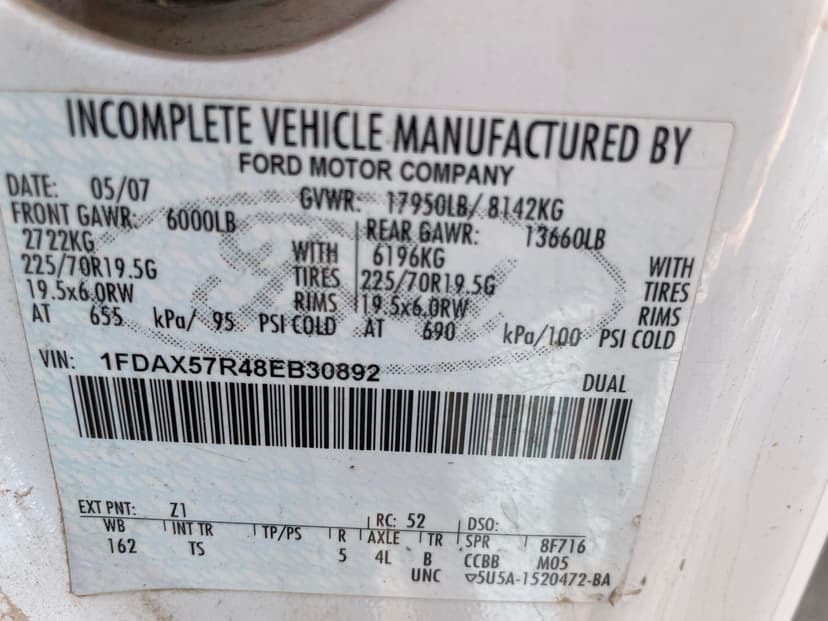 INCOMPLETE VEHICLE MANUFACTURED BY
FORD MOTOR COMPANY
DATE: 05/07 GVWR: 17950LB/ 8142KG
FRONT GAWR: 6000LB REAR GAWR: 13660LB
2722KG WITH 6196KG WITH
225/70R19.5G TIRES 225/70R19.5G TIRES
19.5x6.0RW RIMS 19.5x6.0RW RIMS
AT 655 kPa/ 95 PSI COLD AT 690 kPa/100 PSI COLD
VIN: 1FDAX57R48EB30892 DUAL
EXT PNT: Z1 RC: 52 DSO:
WB INT TR TP/PS R AXLE TR SPR 8F716
162 TS 5 4L B CCBB M05
UNC ▽5U5A-1520472-BA